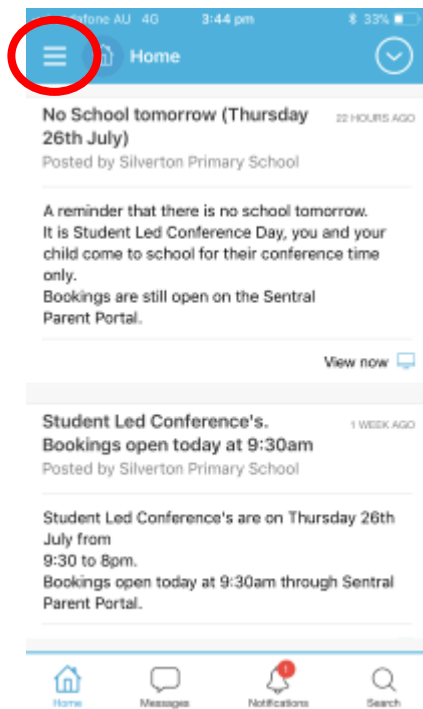 AU 4G 3:44 pm 33%
Home
No School tomorrow (Thursday 22 HOURS AGO
26th July)
Posted by Silverton Primary School
A reminder that there is no school tomorrow.
It is Student Led Conference Day, you and your
child come to school for their conference time
only.
Bookings are still open on the Sentral
Parent Portal.
View now
Student Led Conference's. 1 WEEK AGO
Bookings open today at 9:30am
Posted by Silverton Primary School
Student Led Conference's are on Thursday 26th
July from
9:30 to 8pm.
Bookings open today at 9:30am through Sentral
Parent Portal.
1
Home Messages Notifications Search